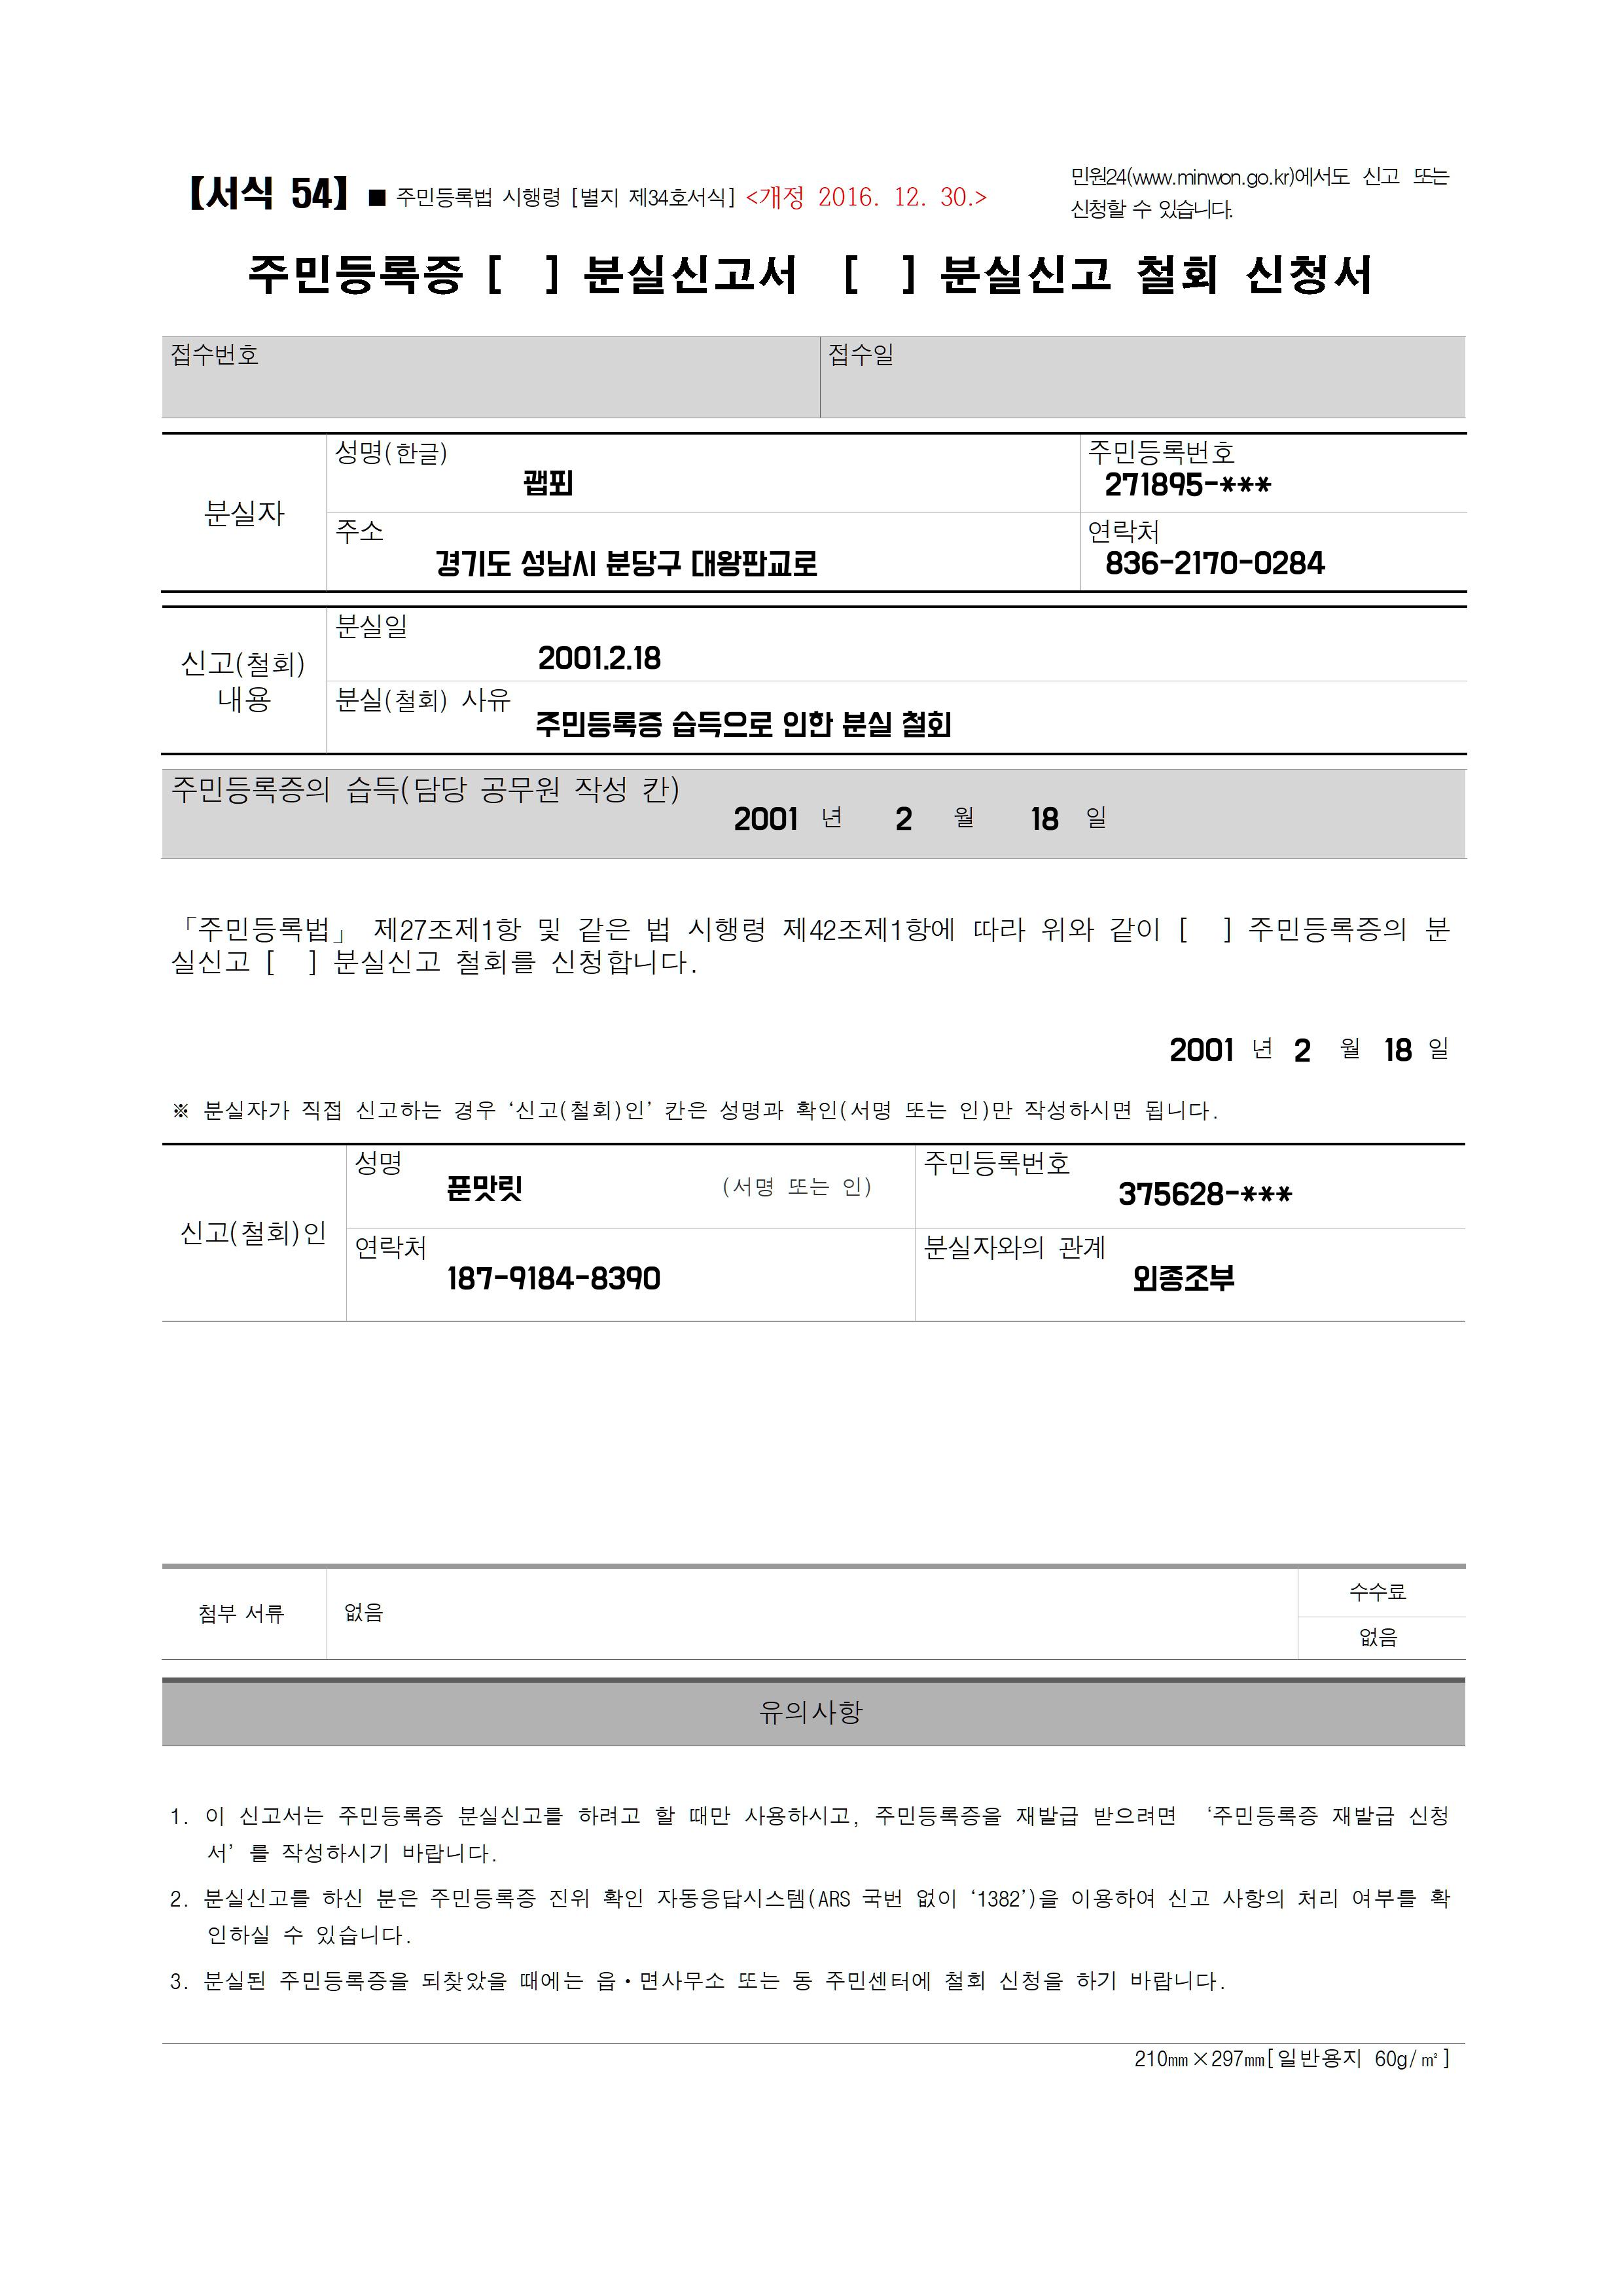 【서식 54】 ■ 주민등록법 시행령 [별지 제34호서식] <개정 2016. 12. 30.>
민원24(www.minwon.go.kr)에서도 신고 또는
신청할 수 있습니다.
주민등록증 [ ] 분실신고서 [ ] 분실신고 철회 신청서
접수번호 접수일
분실자
성명(한글) 괩푀
주민등록번호 271895-***
주소 경기도 성남시 분당구 대왕판교로
연락처 836-2170-0284
신고(철회)
내용
분실일 2001.2.18
분실(철회) 사유 주민등록증 습득으로 인한 분실 철회
주민등록증의 습득(담당 공무원 작성 칸)
2001 년 2 월 18 일
「주민등록법」 제27조제1항 및 같은 법 시행령 제42조제1항에 따라 위와 같이 [ ] 주민등록증의 분
실신고 [ ] 분실신고 철회를 신청합니다.
2001 년 2 월 18 일
※ 분실자가 직접 신고하는 경우 ‘신고(철회)인’ 칸은 성명과 확인(서명 또는 인)만 작성하시면 됩니다.
신고(철회)인
성명 푼맛릿 (서명 또는 인)
주민등록번호 375628-***
연락처 187-9184-8390
분실자와의 관계 외종조부
첨부 서류 없음
수수료
없음
유의사항
1. 이 신고서는 주민등록증 분실신고를 하려고 할 때만 사용하시고, 주민등록증을 재발급 받으려면 ‘주민등록증 재발급 신청
서’를 작성하시기 바랍니다.
2. 분실신고를 하신 분은 주민등록증 진위 확인 자동응답시스템(ARS 국번 없이 ‘1382’)을 이용하여 신고 사항의 처리 여부를 확
인하실 수 있습니다.
3. 분실된 주민등록증을 되찾았을 때에는 읍·면사무소 또는 동 주민센터에 철회 신청을 하기 바랍니다.
210㎜×297㎜[일반용지 60g/㎡]